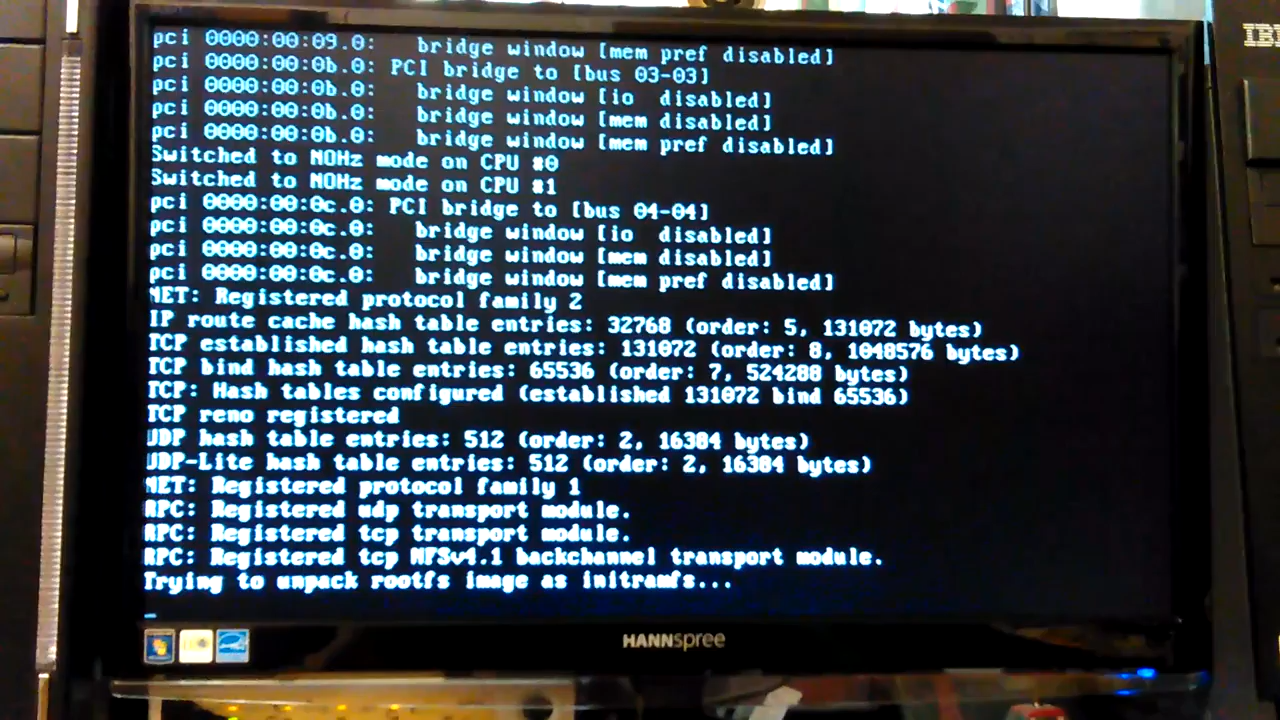 pci 0000:00:09.0:   bridge window [mem pref disabled]
pci 0000:00:0b.0: PCI bridge to [bus 03-03]
pci 0000:00:0b.0:   bridge window [io  disabled]
pci 0000:00:0b.0:   bridge window [mem disabled]
pci 0000:00:0b.0:   bridge window [mem pref disabled]
Switched to NOHz mode on CPU #0
Switched to NOHz mode on CPU #1
pci 0000:00:0c.0: PCI bridge to [bus 04-04]
pci 0000:00:0c.0:   bridge window [io  disabled]
pci 0000:00:0c.0:   bridge window [mem disabled]
pci 0000:00:0c.0:   bridge window [mem pref disabled]
NET: Registered protocol family 2
IP route cache hash table entries: 32768 (order: 5, 131072 bytes)
TCP established hash table entries: 131072 (order: 8, 1048576 bytes)
TCP bind hash table entries: 65536 (order: 7, 524288 bytes)
TCP: Hash tables configured (established 131072 bind 65536)
TCP reno registered
UDP hash table entries: 512 (order: 2, 16384 bytes)
UDP-Lite hash table entries: 512 (order: 2, 16384 bytes)
NET: Registered protocol family 1
RPC: Registered udp transport module.
RPC: Registered tcp transport module.
RPC: Registered tcp NFSv4.1 backchannel transport module.
Trying to unpack rootfs image as initramfs...
HANNspree